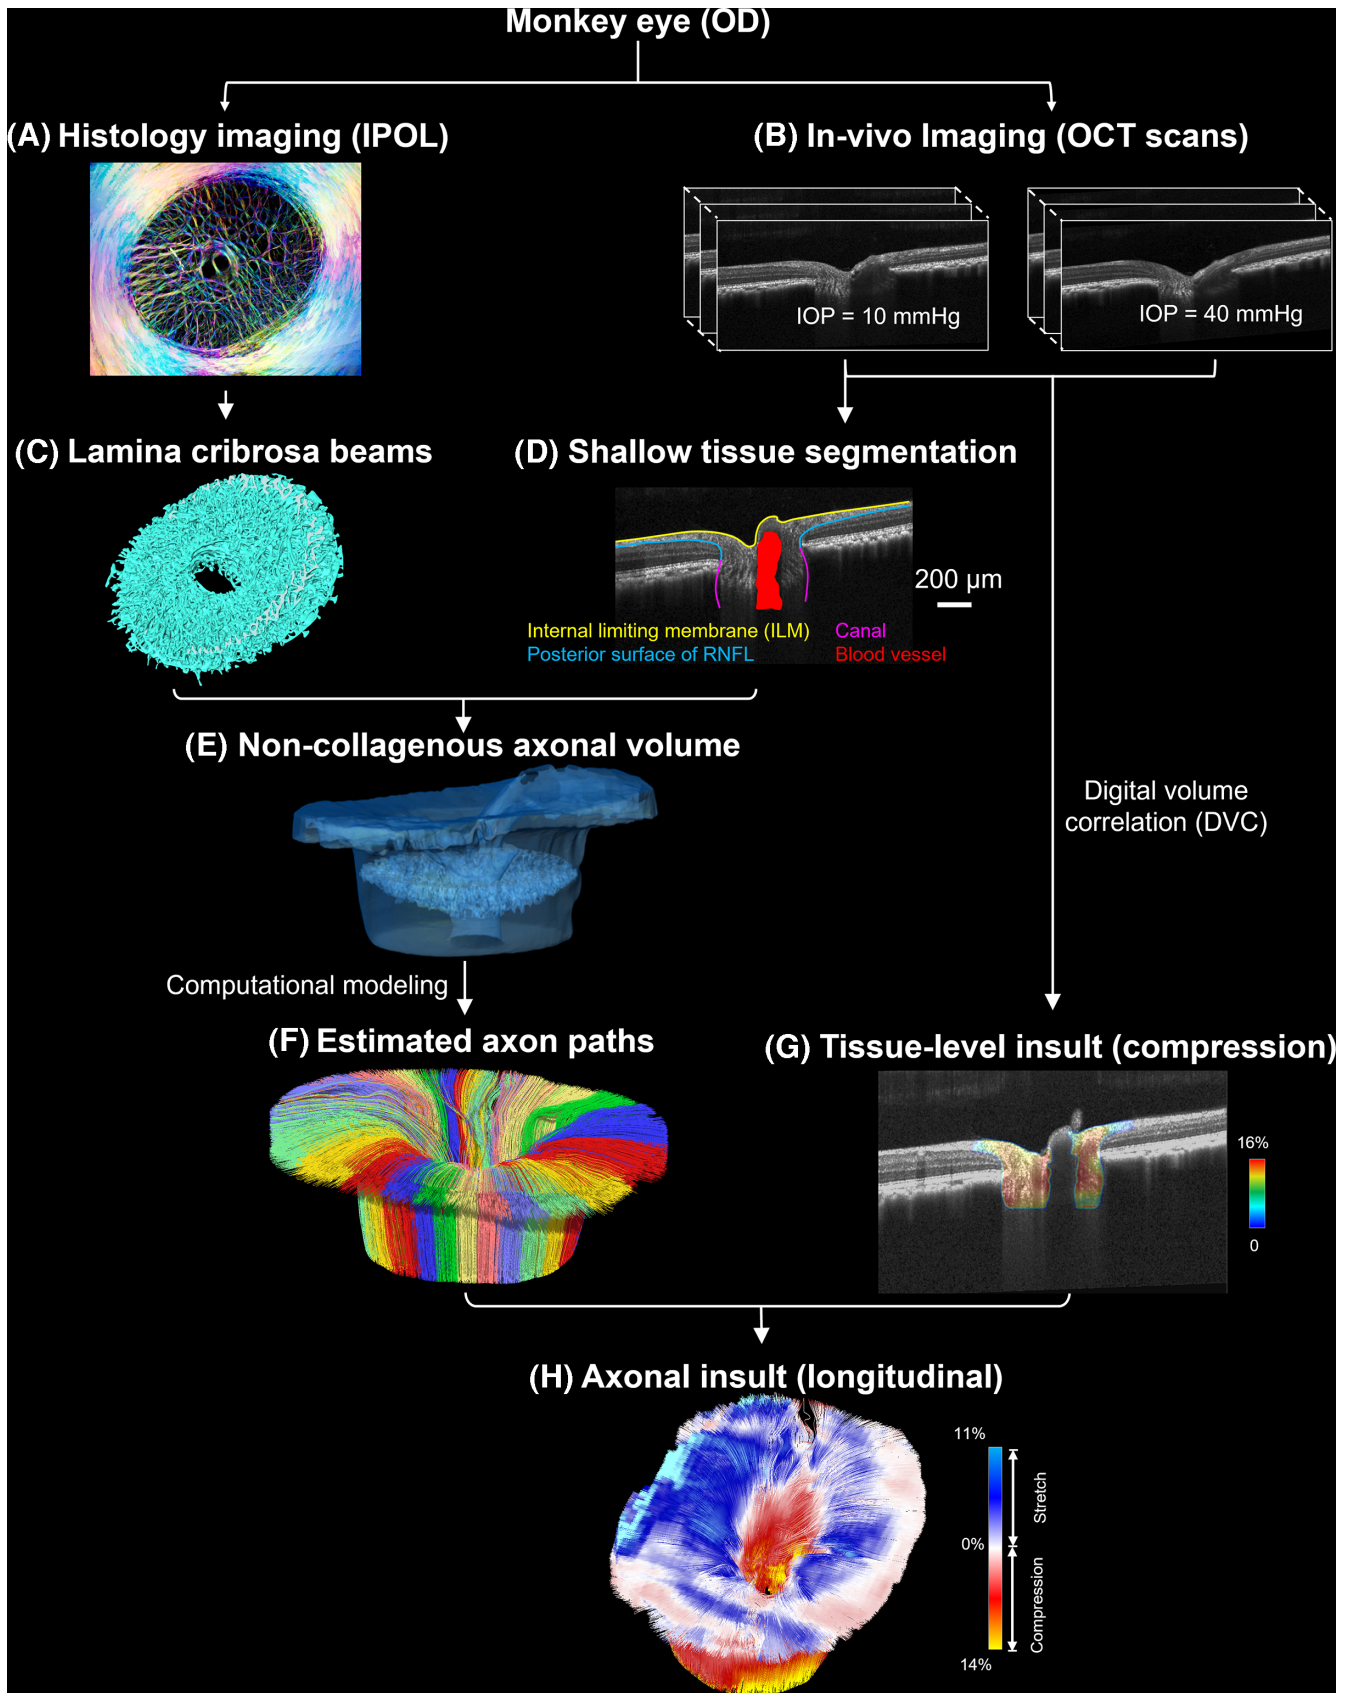 Monkey eye (OD)
(A) Histology imaging (IPOL)
(B) In-vivo Imaging (OCT scans)
IOP = 10 mmHg
IOP = 40 mmHg
(C) Lamina cribrosa beams
(D) Shallow tissue segmentation
200 µm
Internal limiting membrane (ILM)
Canal
Posterior surface of RNFL
Blood vessel
(E) Non-collagenous axonal volume
Digital volume
correlation (DVC)
Computational modeling
(F) Estimated axon paths
(G) Tissue-level insult (compression)
16%
0
(H) Axonal insult (longitudinal)
11%
Stretch
0%
Compression
14%